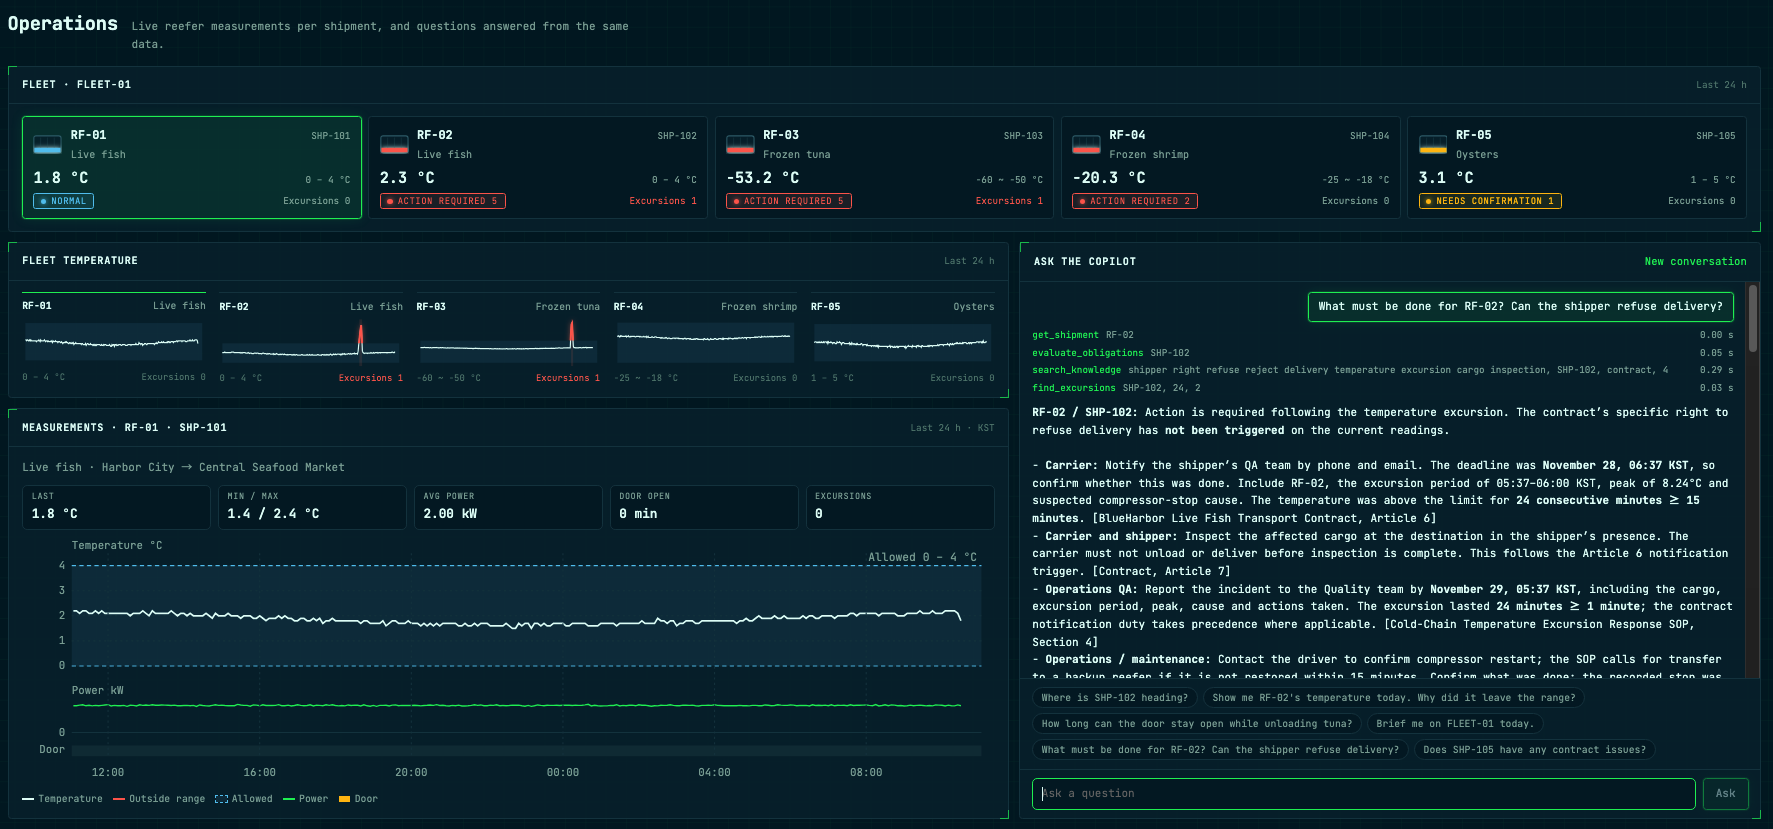 Operations
Live reefer measurements per shipment, and questions answered from the same
data.
FLEET · FLEET-01
Last 24 h
RF-01
SHP-101
Live fish
1.8 °C
0 – 4 °C
NORMAL
Excursions 0
RF-02
SHP-102
Live fish
2.3 °C
0 – 4 °C
ACTION REQUIRED 5
Excursions 1
RF-03
SHP-103
Frozen tuna
-53.2 °C
-60 ~ -50 °C
ACTION REQUIRED 5
Excursions 1
RF-04
SHP-104
Frozen shrimp
-20.3 °C
-25 ~ -18 °C
ACTION REQUIRED 2
Excursions 0
RF-05
SHP-105
Oysters
3.1 °C
1 – 5 °C
NEEDS CONFIRMATION 1
Excursions 0
FLEET TEMPERATURE
Last 24 h
RF-01
Live fish
0 – 4 °C
Excursions 0
RF-02
Live fish
0 – 4 °C
Excursions 1
RF-03
Frozen tuna
-60 ~ -50 °C
Excursions 1
RF-04
Frozen shrimp
-25 ~ -18 °C
Excursions 0
RF-05
Oysters
1 – 5 °C
Excursions 0
MEASUREMENTS · RF-01 · SHP-101
Last 24 h · KST
Live fish · Harbor City → Central Seafood Market
LAST
1.8 °C
MIN / MAX
1.4 / 2.4 °C
AVG POWER
2.00 kW
DOOR OPEN
0 min
EXCURSIONS
0
Temperature °C
Allowed 0 – 4 °C
4
3
2
1
0
Power kW
0
Door
12:00 16:00 20:00 00:00 04:00 08:00
Temperature Outside range Allowed Power Door
ASK THE COPILOT
New conversation
What must be done for RF-02? Can the shipper refuse delivery?
get_shipment RF-02 0.00 s
evaluate_obligations SHP-102 0.05 s
search_knowledge shipper right refuse reject delivery temperature excursion cargo inspection, SHP-102, contract, 4 0.29 s
find_excursions SHP-102, 24, 2 0.03 s
RF-02 / SHP-102: Action is required following the temperature excursion. The contract's specific right to
refuse delivery has not been triggered on the current readings.
- Carrier: Notify the shipper's QA team by phone and email. The deadline was November 28, 06:37 KST, so
confirm whether this was done. Include RF-02, the excursion period of 05:37–06:00 KST, peak of 8.24°C and
suspected compressor-stop cause. The temperature was above the limit for 24 consecutive minutes ≥ 15
minutes. [BlueHarbor Live Fish Transport Contract, Article 6]
- Carrier and shipper: Inspect the affected cargo at the destination in the shipper's presence. The
carrier must not unload or deliver before inspection is complete. This follows the Article 6 notification
trigger. [Contract, Article 7]
- Operations QA: Report the incident to the Quality team by November 29, 05:37 KST, including the cargo,
excursion period, peak, cause and actions taken. The excursion lasted 24 minutes ≥ 1 minute; the contract
notification duty takes precedence where applicable. [Cold-Chain Temperature Excursion Response SOP,
Section 4]
- Operations / maintenance: Contact the driver to confirm compressor restart; the SOP calls for transfer
to a backup reefer if it is not restored within 15 minutes. Confirm what was done; the recorded stop was
Where is SHP-102 heading?
Show me RF-02's temperature today. Why did it leave the range?
How long can the door stay open while unloading tuna?
Brief me on FLEET-01 today.
What must be done for RF-02? Can the shipper refuse delivery?
Does SHP-105 have any contract issues?
Ask a question
Ask